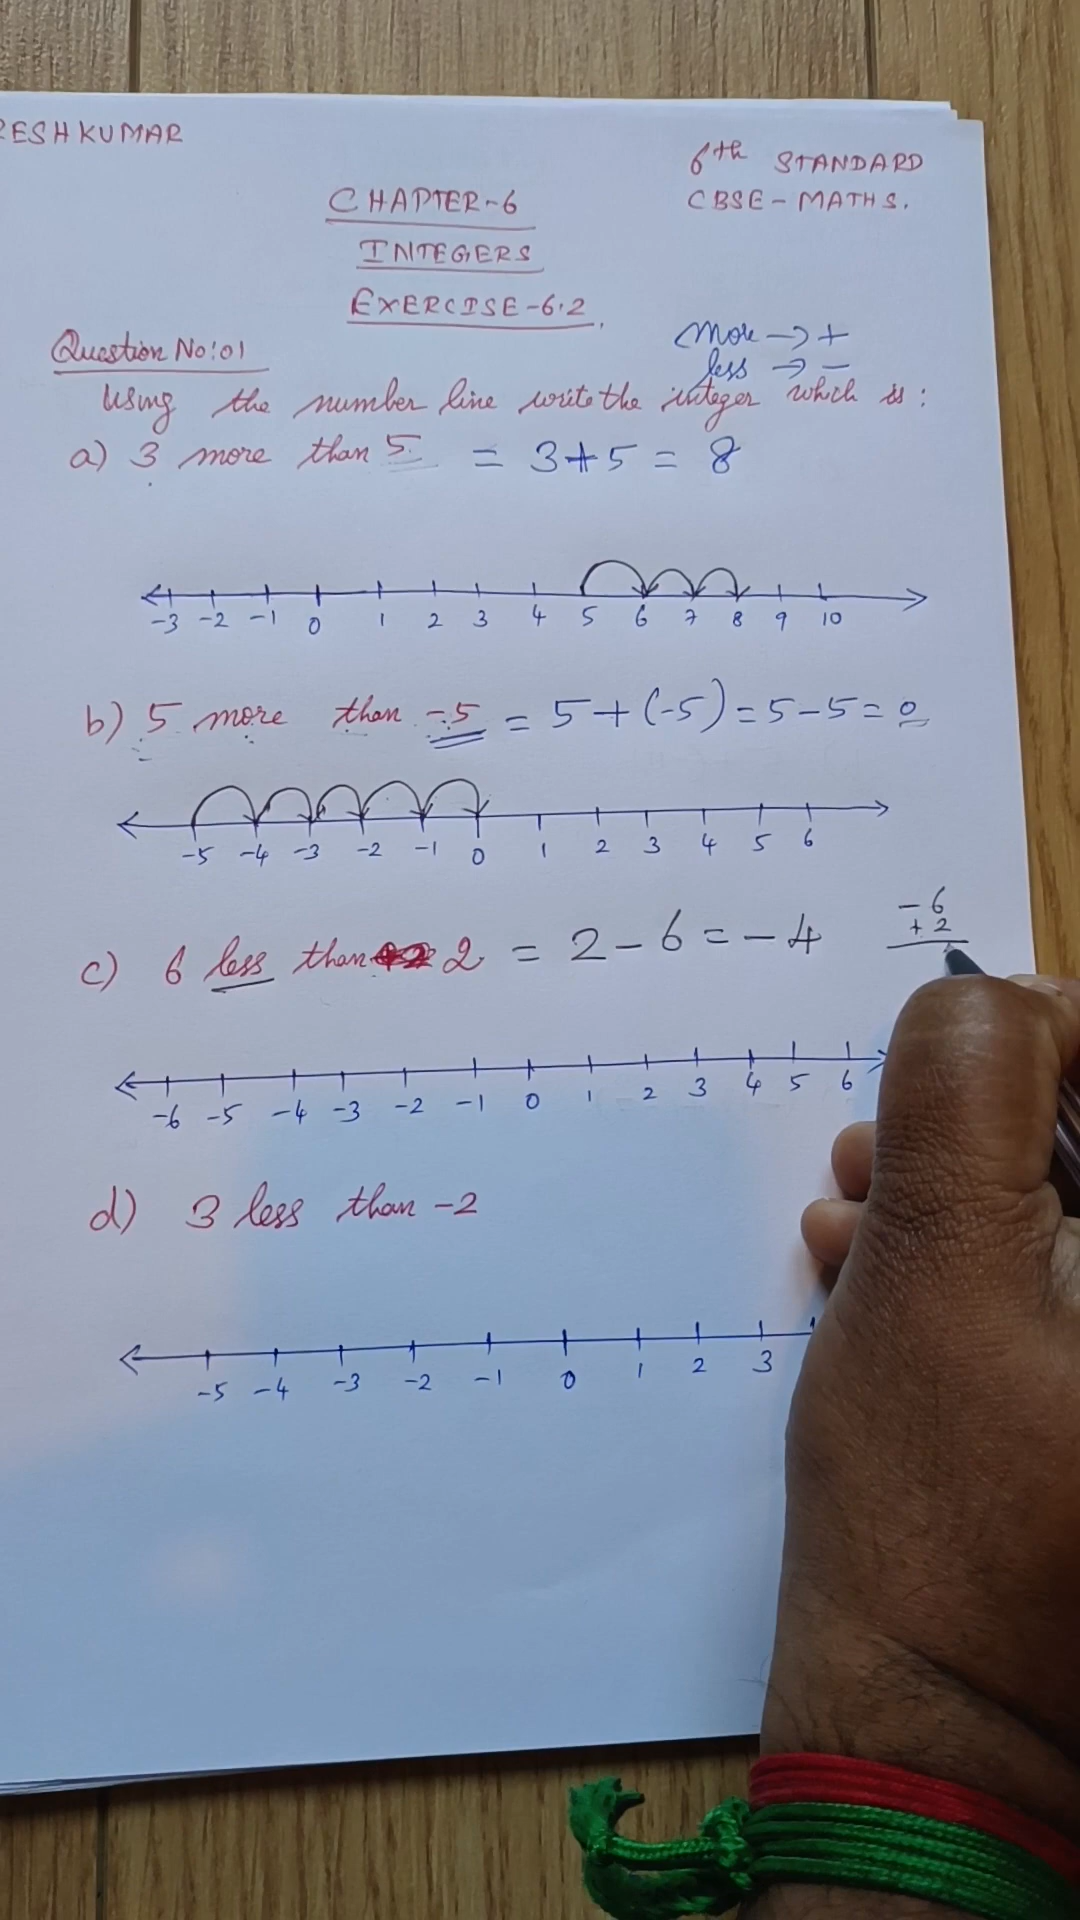 RESHKUMAR
6th STANDARD
CBSE - MATHS.
CHAPTER-6
INTEGERS
EXERCISE-6.2
more → +
less → -
Question No:01
Using the number line write the integer which is:
a) 3 more than 5 = 3+5 = 8
-3 -2 -1 0 1 2 3 4 5 6 7 8 9 10
b) 5 more than -5 = 5+(-5) = 5-5 = 0
-5 -4 -3 -2 -1 0 1 2 3 4 5 6
-6
+2
c) 6 less than 2 = 2-6 = -4
-6 -5 -4 -3 -2 -1 0 1 2 3 4 5 6
d) 3 less than -2
-5 -4 -3 -2 -1 0 1 2 3